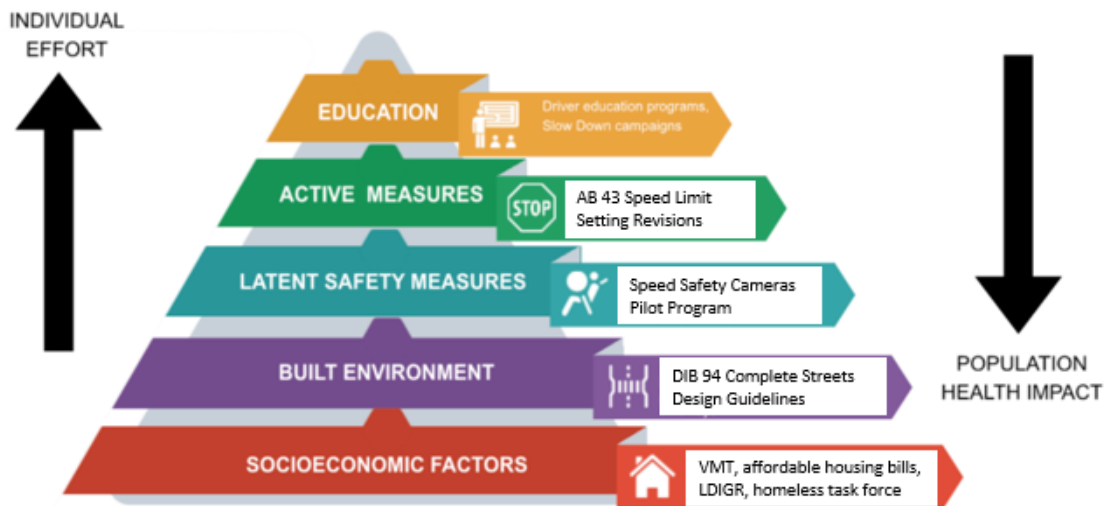 INDIVIDUAL
EFFORT
EDUCATION
Driver education programs,
Slow Down campaigns
ACTIVE MEASURES
STOP
AB 43 Speed Limit
Setting Revisions
LATENT SAFETY MEASURES
Speed Safety Cameras
Pilot Program
BUILT ENVIRONMENT
DIB 94 Complete Streets
Design Guidelines
SOCIOECONOMIC FACTORS
VMT, affordable housing bills,
LDIGR, homeless task force
POPULATION
HEALTH IMPACT